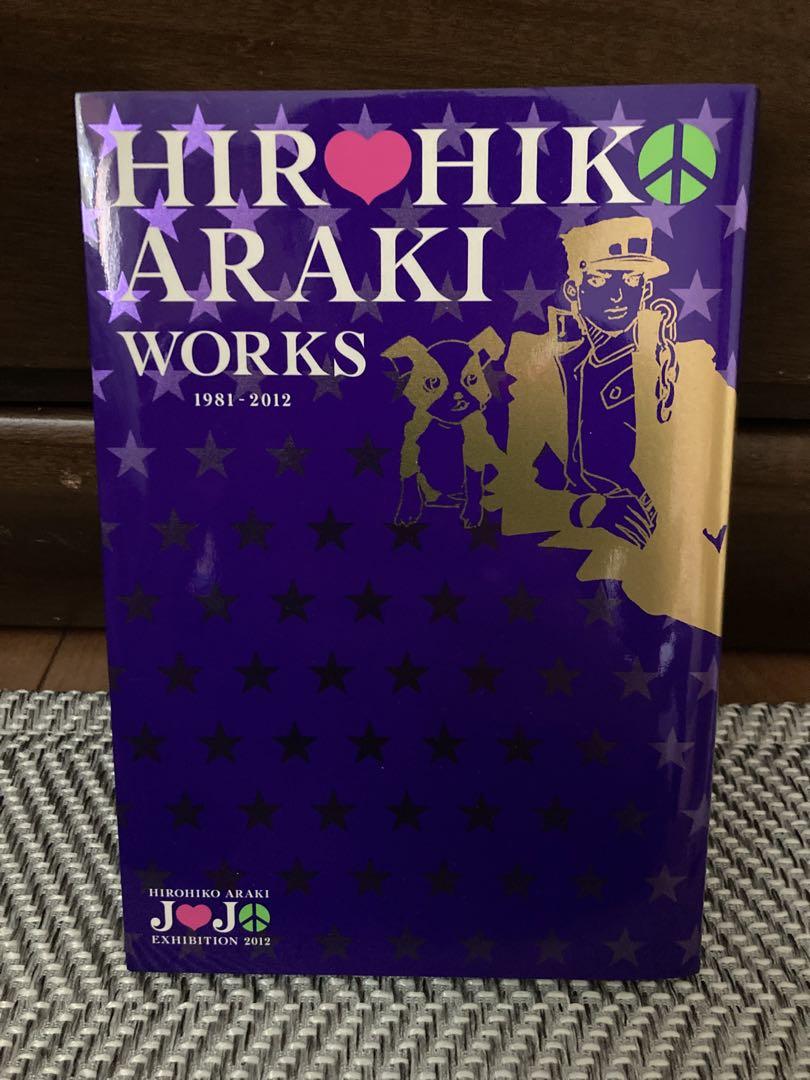 HIR♥HIK☮
ARAKI
WORKS
1981-2012
HIROHIKO ARAKI
J♥J☮
EXHIBITION 2012